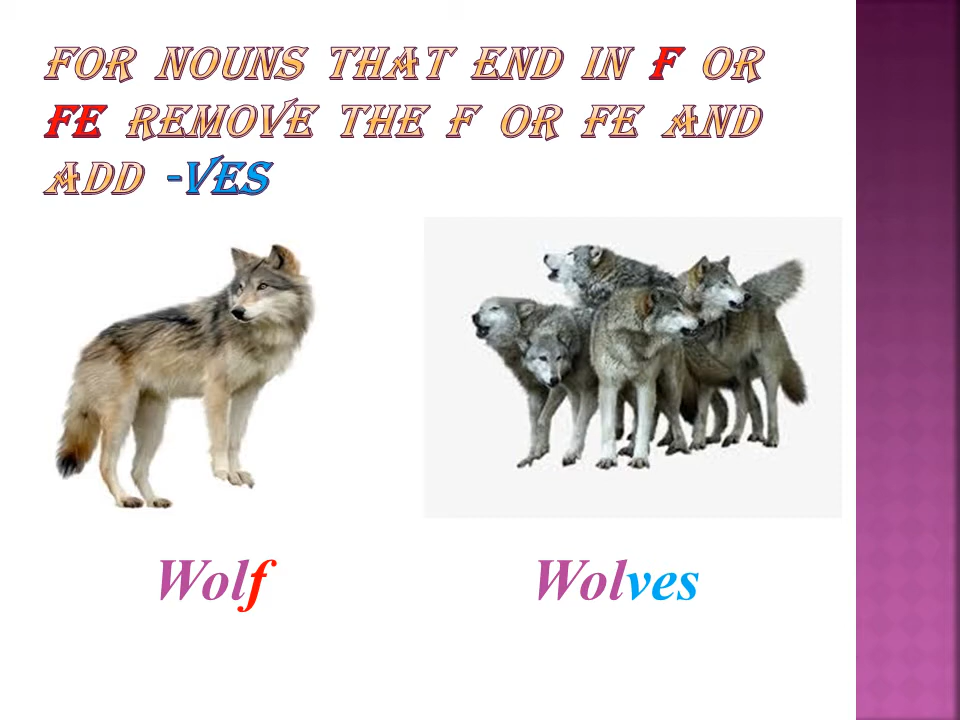 FOR NOUNS THAT END IN F OR
FE REMOVE THE F OR FE AND
ADD -VES
Wolf
Wolves